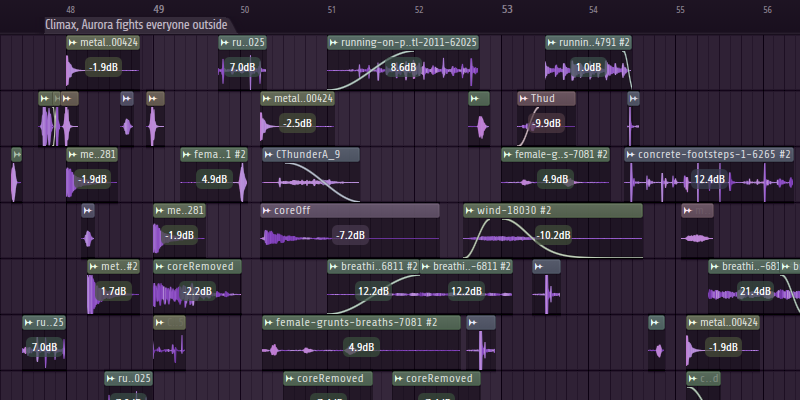 48 49 50 51 52 53 54 55 56
Climax, Aurora fights everyone outside
metal..00424 ru..025 running-on-p..tl-2011-62025 runnin..4791 #2
-1.9dB 7.0dB 8.6dB 1.0dB
metal..00424 Thud
-2.5dB -9.9dB
me..281 fema..1 #2 CThunderA_9 female-g..s-7081 #2 concrete-footsteps-1-6265 #2
-1.9dB 4.9dB 4.9dB 12.4dB
me..281 coreOff wind-18030 #2
-1.9dB -7.2dB -10.2dB
met..#2 coreRemoved breathi..6811 #2 breathi..-6811 #2 breathi..-681
1.7dB -2.2dB 12.2dB 12.2dB 21.4dB
ru..25 female-grunts-breaths-7081 #2 metal..00424
7.0dB 4.9dB -1.9dB
ru..025 coreRemoved coreRemoved